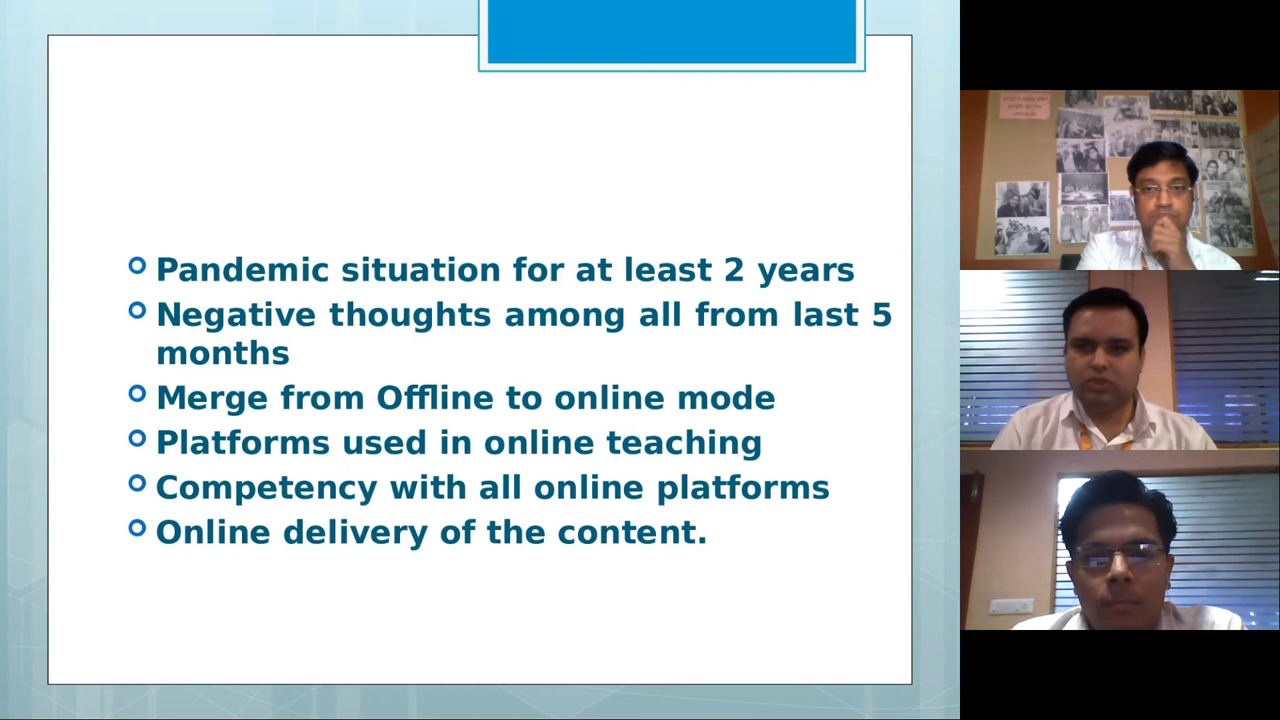 Pandemic situation for at least 2 years
Negative thoughts among all from last 5
months
Merge from Offline to online mode
Platforms used in online teaching
Competency with all online platforms
Online delivery of the content.